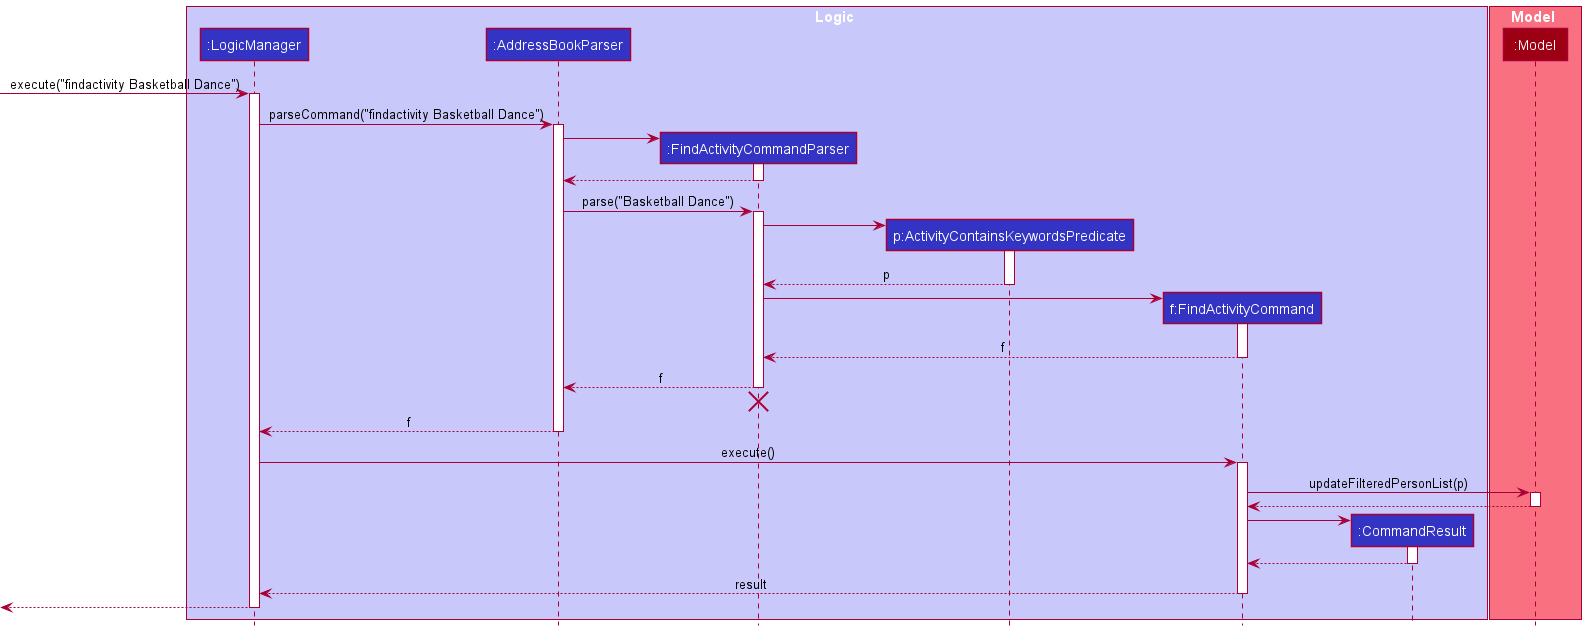 Logic
Model
:LogicManager
:AddressBookParser
:Model
execute("findactivity Basketball Dance")
parseCommand("findactivity Basketball Dance")
:FindActivityCommandParser
parse("Basketball Dance")
p:ActivityContainsKeywordsPredicate
p
f:FindActivityCommand
f
f
f
execute()
updateFilteredPersonList(p)
:CommandResult
result